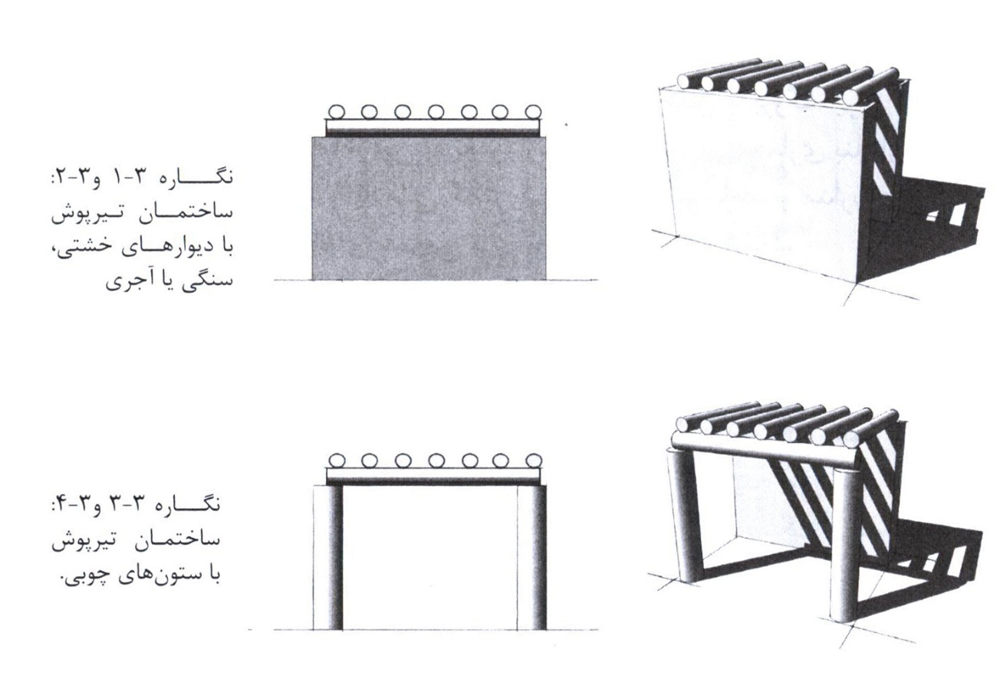 نگاره ۳-۱ و۳-۲:
ساختمان تیرپوش
با دیوارهای خشتی،
سنگی یا آجری
نگاره ۳-۳ و۳-۴:
ساختمان تیرپوش
با ستون‌های چوبی.